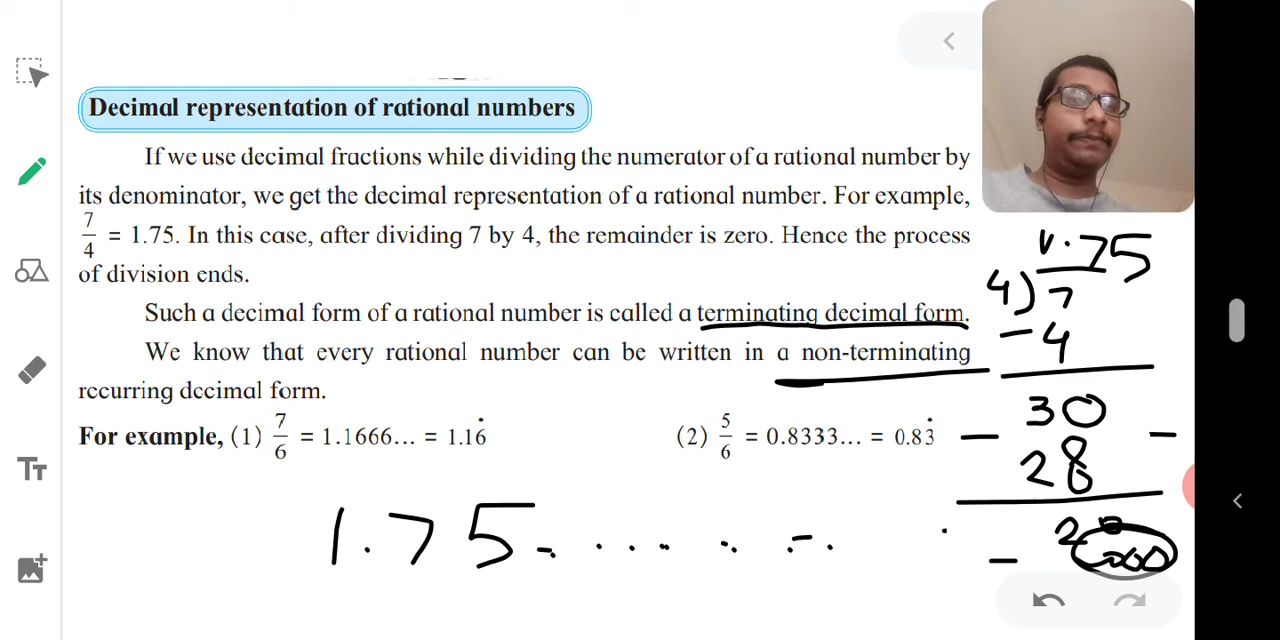 Decimal representation of rational numbers
If we use decimal fractions while dividing the numerator of a rational number by
its denominator, we get the decimal representation of a rational number. For example,
7/4 = 1.75. In this case, after dividing 7 by 4, the remainder is zero. Hence the process
of division ends.
Such a decimal form of a rational number is called a terminating decimal form.
We know that every rational number can be written in a non-terminating
recurring decimal form.
For example, (1) 7/6 = 1.1666... = 1.16̇ (2) 5/6 = 0.8333... = 0.83̇
1.75
4)7
-4
30
- 28 -
1.75.......
Tт